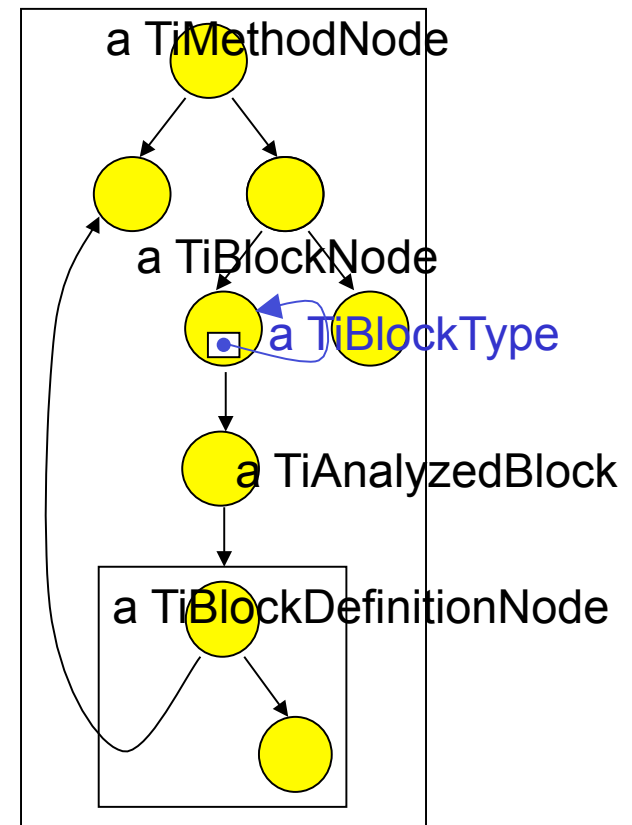 a TiMethodNode
a TiBlockNode
a TiBlockType
a TiAnalyzedBlock
a TiBlockDefinitionNode